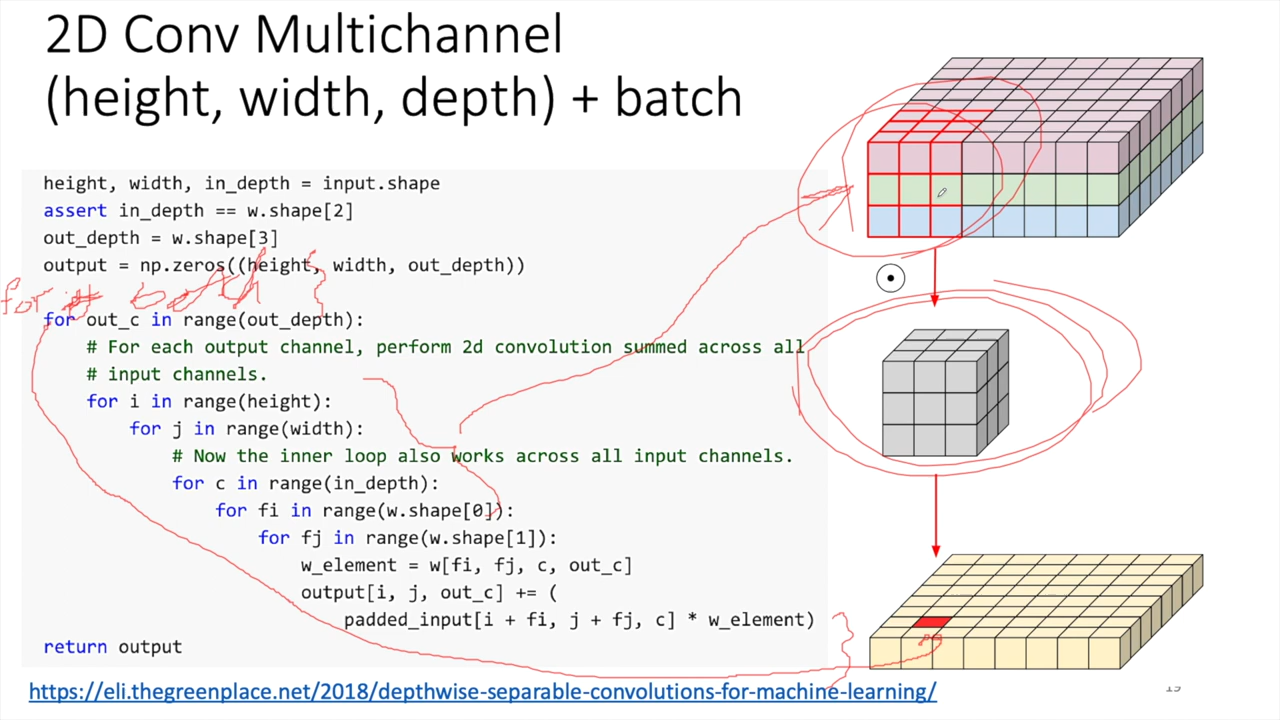 2D Conv Multichannel
(height, width, depth) + batch
height, width, in_depth = input.shape
assert in_depth == w.shape[2]
out_depth = w.shape[3]
output = np.zeros((height, width, out_depth))
for # batch
for out_c in range(out_depth):
# For each output channel, perform 2d convolution summed across all
# input channels.
for i in range(height):
for j in range(width):
# Now the inner loop also works across all input channels.
for c in range(in_depth):
for fi in range(w.shape[0]):
for fj in range(w.shape[1]):
w_element = w[fi, fj, c, out_c]
output[i, j, out_c] += (
padded_input[i + fi, j + fj, c] * w_element)
return output
https://eli.thegreenplace.net/2018/depthwise-separable-convolutions-for-machine-learning/
19